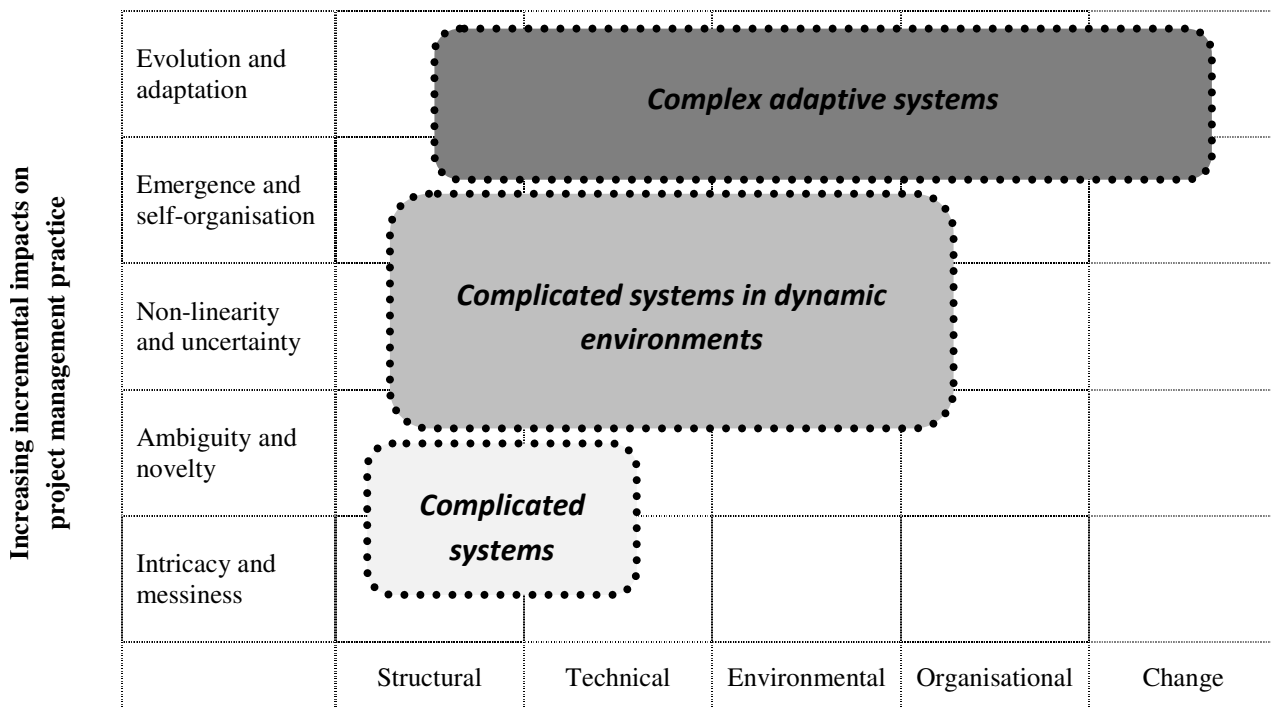 Increasing incremental impacts on
project management practice
Evolution and
adaptation
Complex adaptive systems
Emergence and
self-organisation
Non-linearity
and uncertainty
Complicated systems in dynamic
environments
Ambiguity and
novelty
Complicated
systems
Intricacy and
messiness
Structural
Technical
Environmental
Organisational
Change